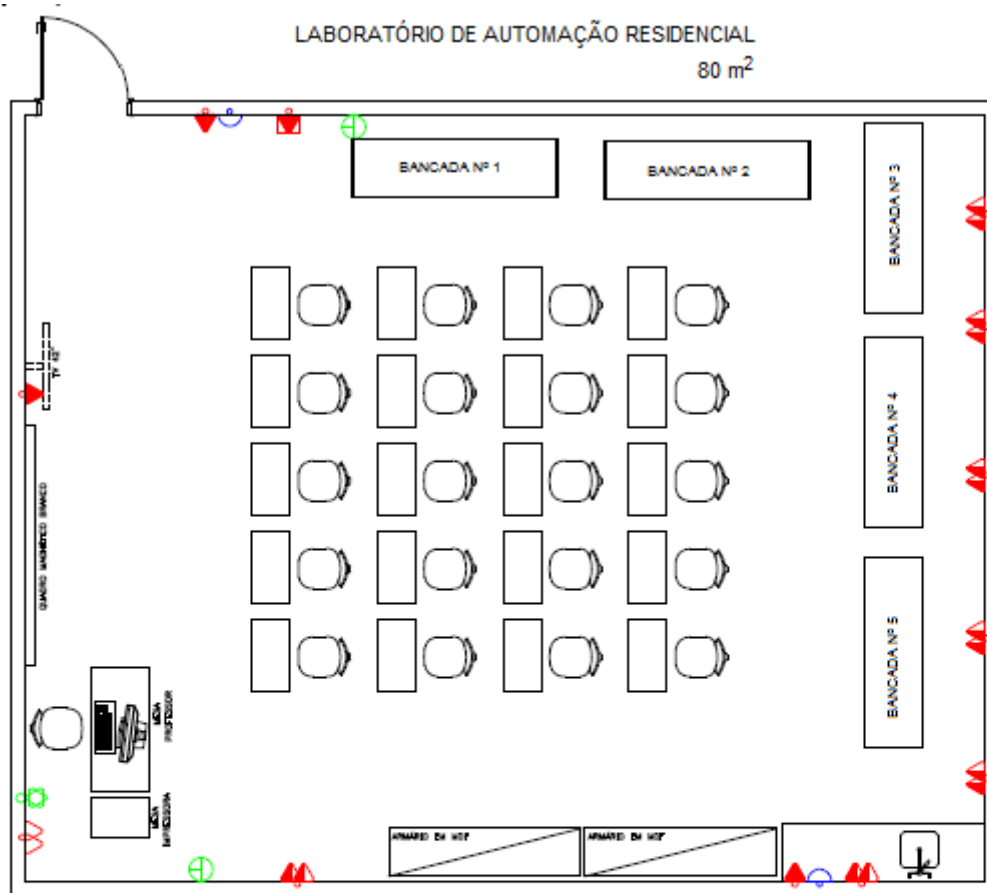 LABORATÓRIO DE AUTOMAÇÃO RESIDENCIAL
80 m²
BANCADA Nº 1
BANCADA Nº 2
BANCADA Nº 3
TV 42"
BANCADA Nº 4
QUADRO MAGNÉTICO BRANCO
BANCADA Nº 5
MESA
PROFESSOR
MESA
IMPRESSORA
ARMÁRIO EM MDF
ARMÁRIO EM MDF